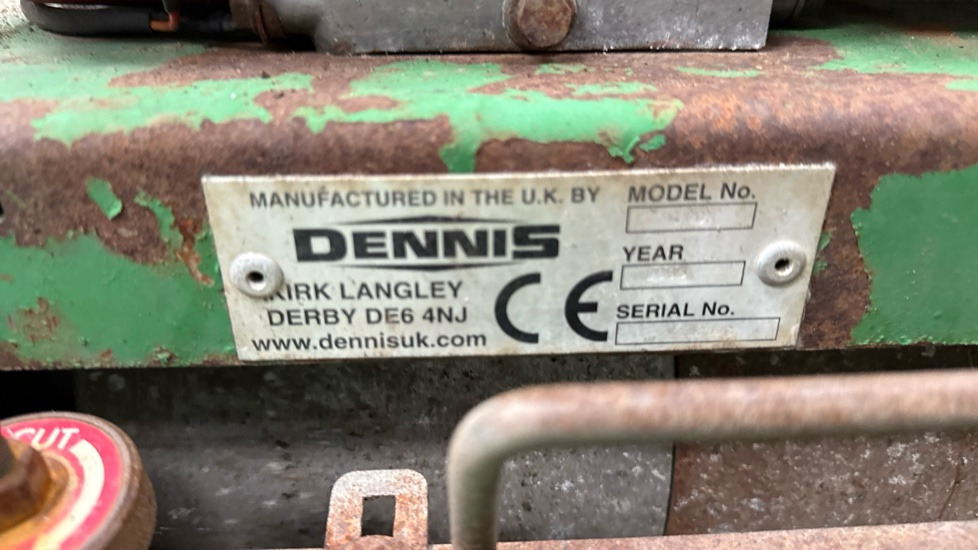 MANUFACTURED IN THE U.K. BY
DENNIS
KIRK LANGLEY
DERBY DE6 4NJ
www.dennisuk.com
CE
MODEL No.
YEAR
SERIAL No.
CUT